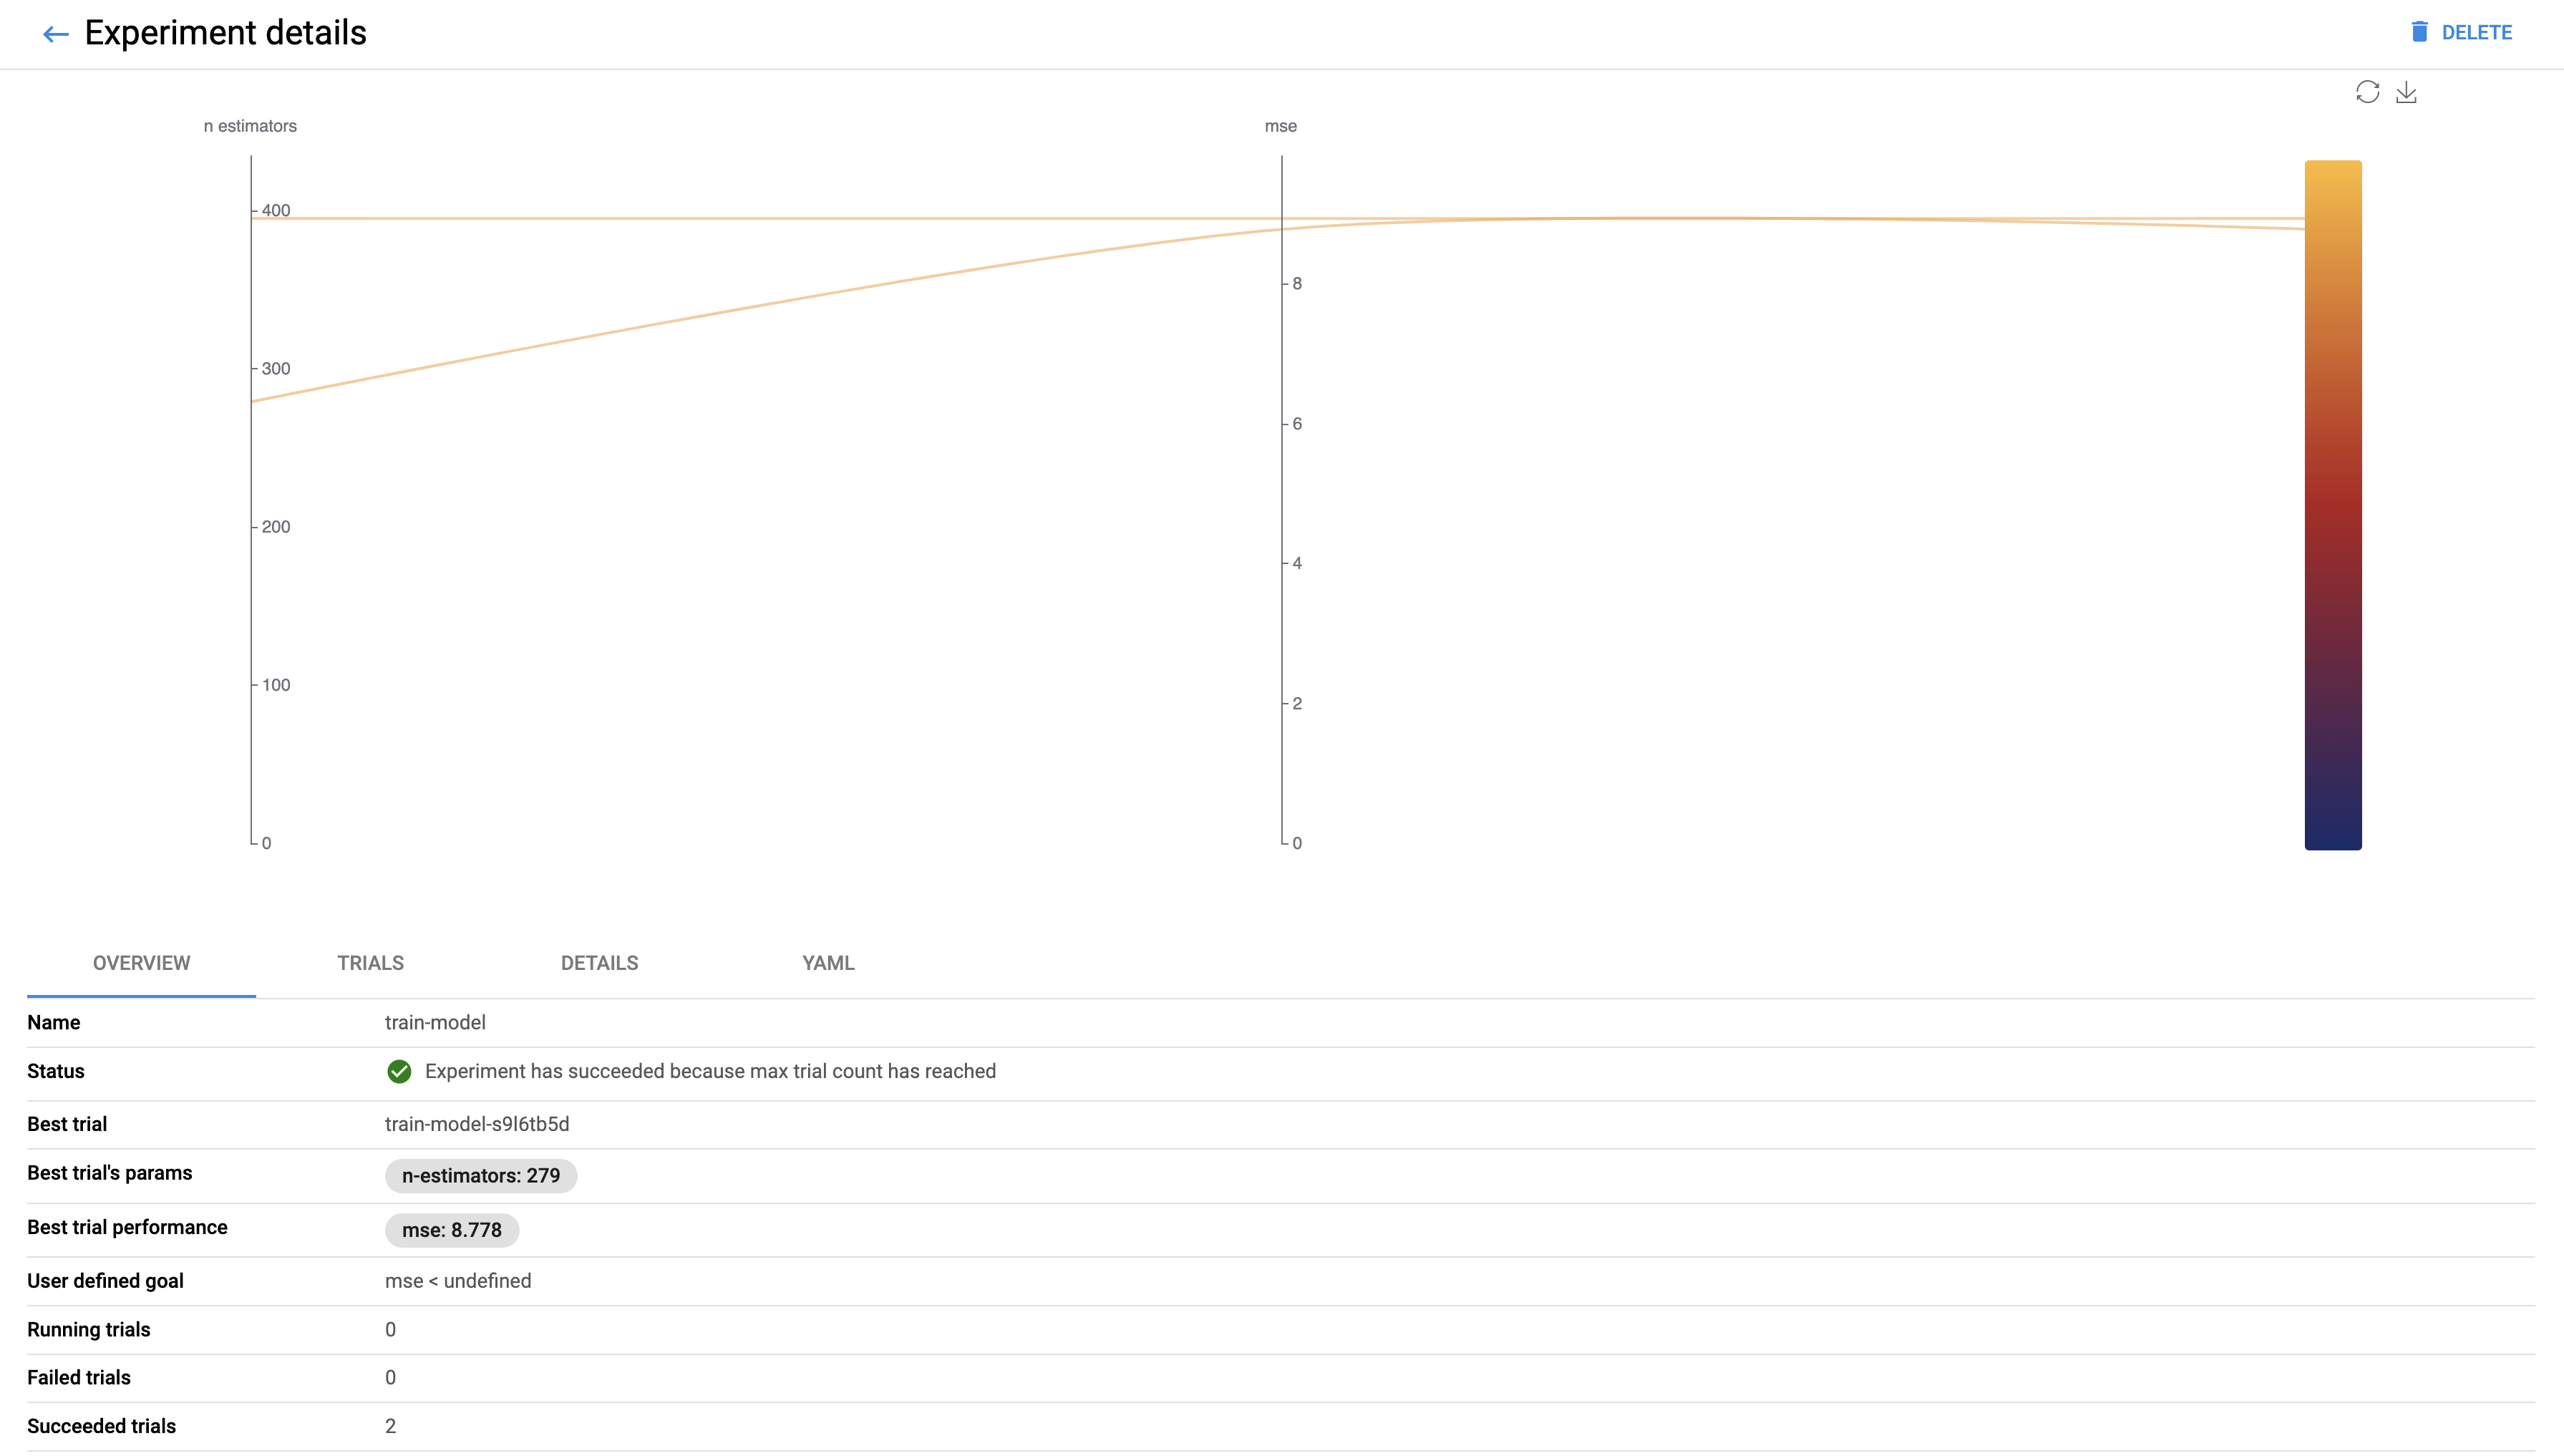 Experiment details
DELETE
n estimators
mse
400
300
200
100
0
8
6
4
2
0
OVERVIEW TRIALS DETAILS YAML
Name train-model
Status Experiment has succeeded because max trial count has reached
Best trial train-model-s9l6tb5d
Best trial's params n-estimators: 279
Best trial performance mse: 8.778
User defined goal mse < undefined
Running trials 0
Failed trials 0
Succeeded trials 2